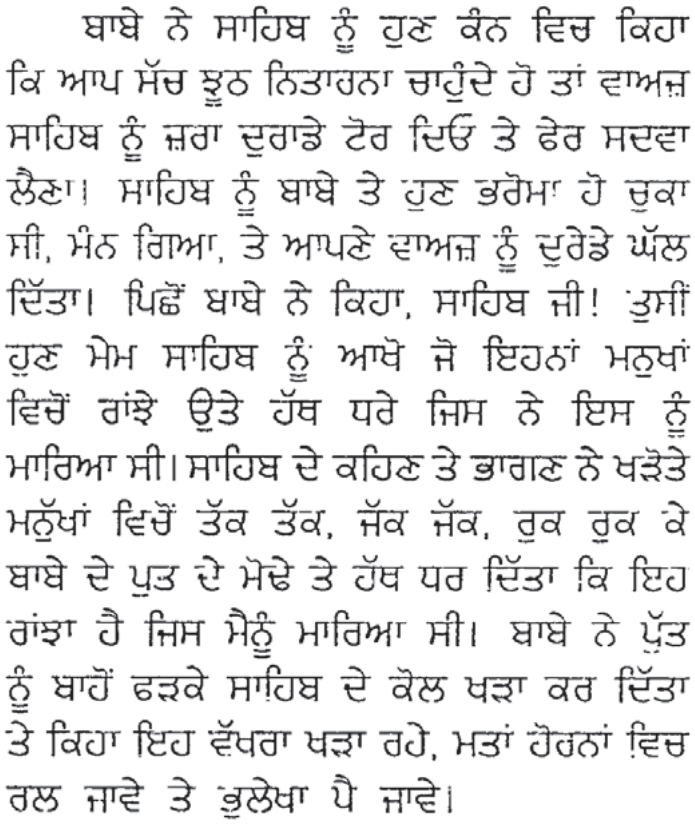 ਬਾਬੇ ਨੇ ਸਾਹਿਬ ਨੂੰ ਹੁਣ ਕੰਨ ਵਿਚ ਕਿਹਾ
ਕਿ ਆਪ ਸੱਚ ਝੂਠ ਨਿਤਾਰਨਾ ਚਾਹੁੰਦੇ ਹੋ ਤਾਂ ਵਾਅਜ਼
ਸਾਹਿਬ ਨੂੰ ਜ਼ਰਾ ਦੁਰਾਡੇ ਟੋਰ ਦਿਓ ਤੇ ਫੇਰ ਸਦਵਾ
ਲੈਣਾ। ਸਾਹਿਬ ਨੂੰ ਬਾਬੇ ਤੇ ਹੁਣ ਭਰੋਸਾ ਹੋ ਚੁਕਾ
ਸੀ, ਮੰਨ ਗਿਆ, ਤੇ ਆਪਣੇ ਵਾਅਜ਼ ਨੂੰ ਦੁਰੇਡੇ ਘੱਲ
ਦਿੱਤਾ। ਪਿਛੋਂ ਬਾਬੇ ਨੇ ਕਿਹਾ, ਸਾਹਿਬ ਜੀ! ਤੁਸੀਂ
ਹੁਣ ਮੇਮ ਸਾਹਿਬ ਨੂੰ ਆਖੋ ਜੋ ਇਹਨਾਂ ਮਨੁਖਾਂ
ਵਿਚੋਂ ਰਾਂਝੇ ਉਤੇ ਹੱਥ ਧਰੇ ਜਿਸ ਨੇ ਇਸ ਨੂੰ
ਮਾਰਿਆ ਸੀ। ਸਾਹਿਬ ਦੇ ਕਹਿਣ ਤੇ ਭਾਗਣ ਨੇ ਖੜੋਤੇ
ਮਨੁੱਖਾਂ ਵਿਚੋਂ ਤੱਕ ਤੱਕ, ਜੱਕ ਜੱਕ, ਰੁਕ ਰੁਕ ਕੇ
ਬਾਬੇ ਦੇ ਪੁਤ ਦੇ ਮੋਢੇ ਤੇ ਹੱਥ ਧਰ ਦਿੱਤਾ ਕਿ ਇਹ
ਰਾਂਝਾ ਹੈ ਜਿਸ ਮੈਨੂੰ ਮਾਰਿਆ ਸੀ। ਬਾਬੇ ਨੇ ਪੁੱਤ
ਨੂੰ ਬਾਹੋਂ ਫੜਕੇ ਸਾਹਿਬ ਦੇ ਕੋਲ ਖੜਾ ਕਰ ਦਿੱਤਾ
ਤੇ ਕਿਹਾ ਇਹ ਵੱਖਰਾ ਖੜਾ ਰਹੇ, ਮਤਾਂ ਹੋਰਨਾਂ ਵਿਚ
ਰਲ ਜਾਵੇ ਤੇ ਭੁਲੇਖਾ ਪੈ ਜਾਵੇ।